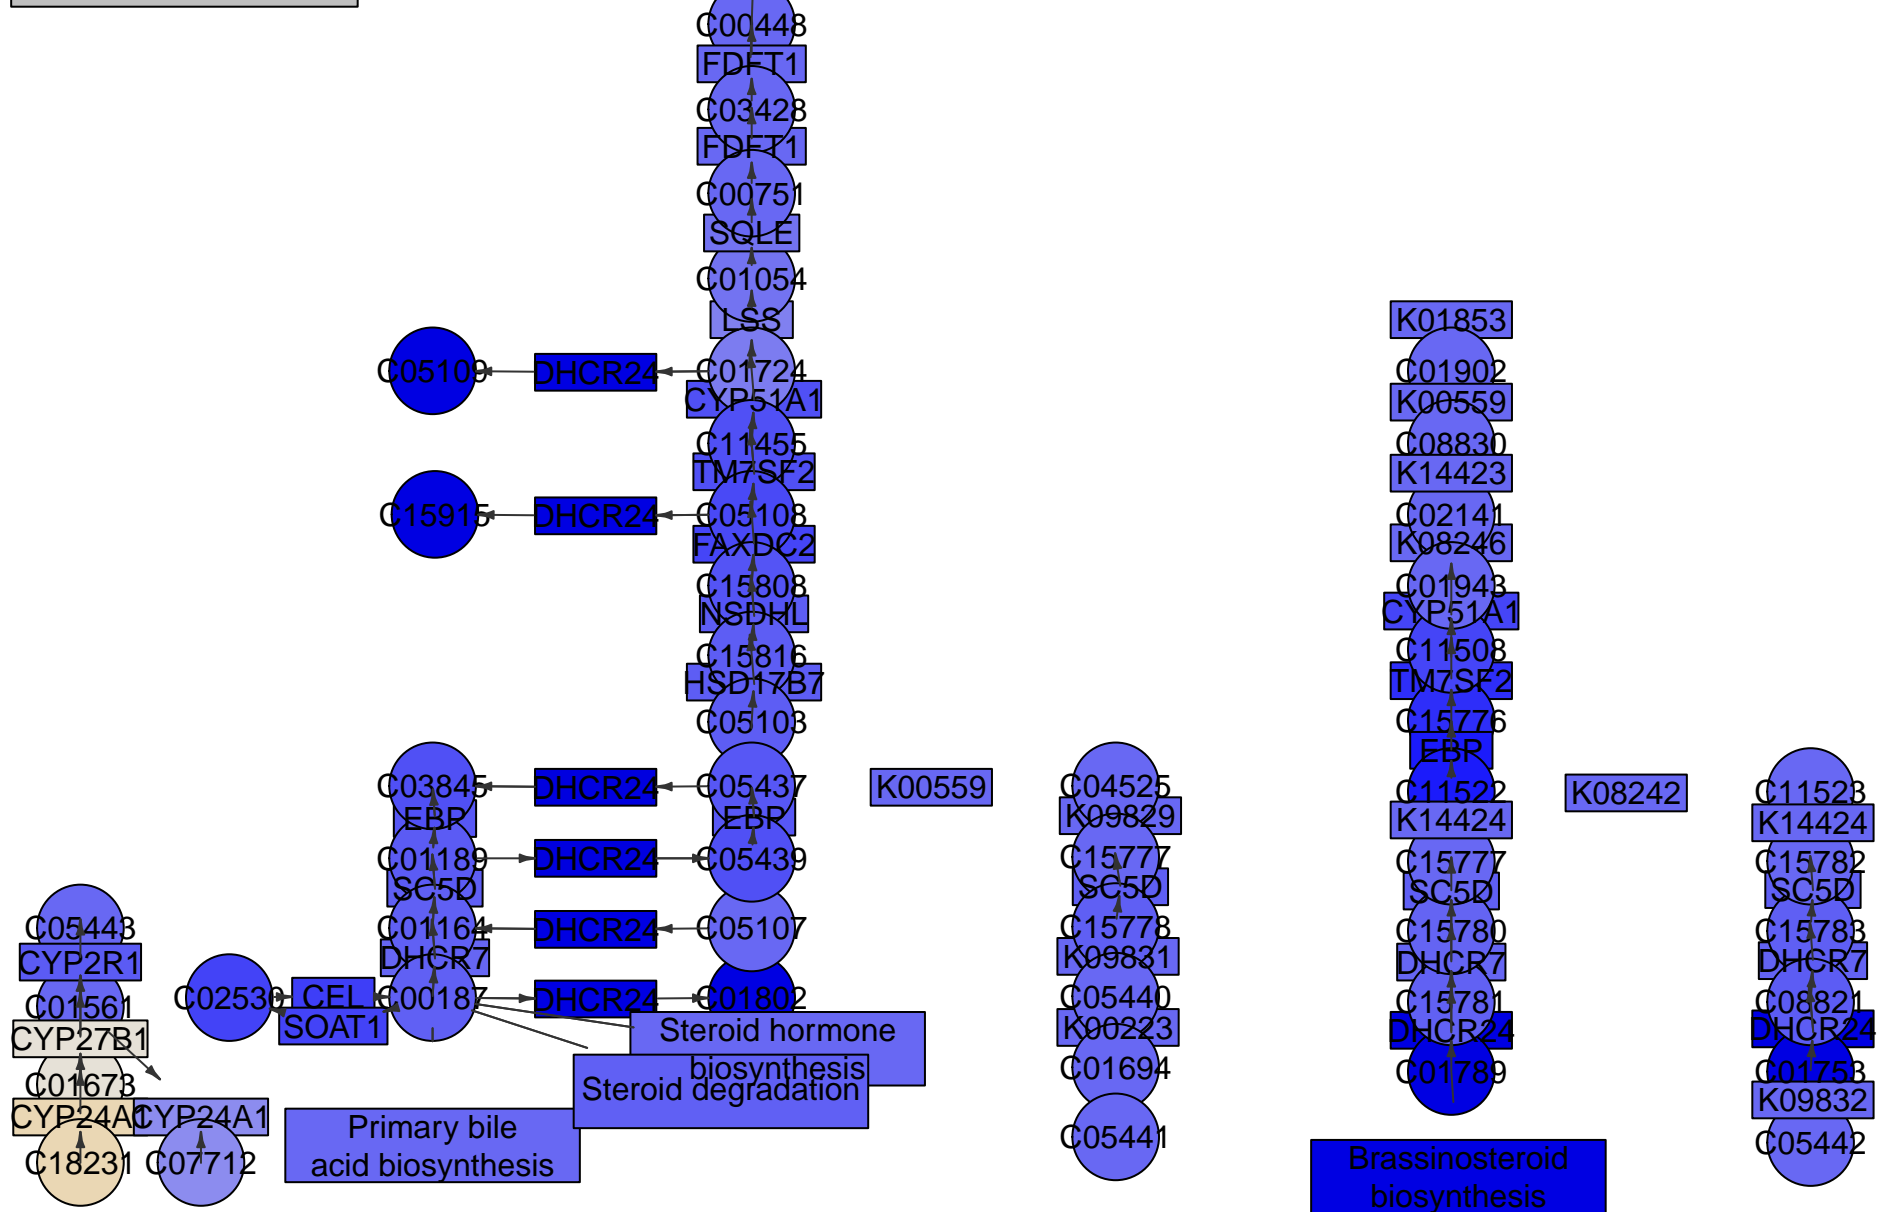 C00448
FDFT1
C03428
FDFT1
C00751
SQLE
C01054
LSS
C05109
DHCR24
C01724
CYP51A1
C11455
TM7SF2
C15915
DHCR24
C05108
FAXDC2
C15808
NSDHL
C15816
HSD17B7
C05103
C03845
DHCR24
C05437
EBP
EBP
C01189
DHCR24
C05439
SC5D
C01164
DHCR24
C05107
DHCR7
C02530
CEL
SOAT1
C00187
DHCR24
C01802
C05443
CYP2R1
C01561
CYP27B1
C01673
CYP24A1
CYP24A1
C18231
C07712
Steroid hormone
biosynthesis
Steroid degradation
Primary bile
acid biosynthesis
K00559
C04525
K09829
C15777
SC5D
C15778
K09831
C05440
K00223
C01694
C05441
K01853
C01902
K00559
C08830
K14423
C02141
K08246
C01943
CYP51A1
C11508
TM7SF2
C15776
EBP
C11522
K14424
C15777
SC5D
C15780
DHCR7
C15781
DHCR24
C01789
Brassinosteroid
biosynthesis
K08242
C11523
K14424
C15782
SC5D
C15783
DHCR7
C08821
DHCR24
C01753
K09832
C05442